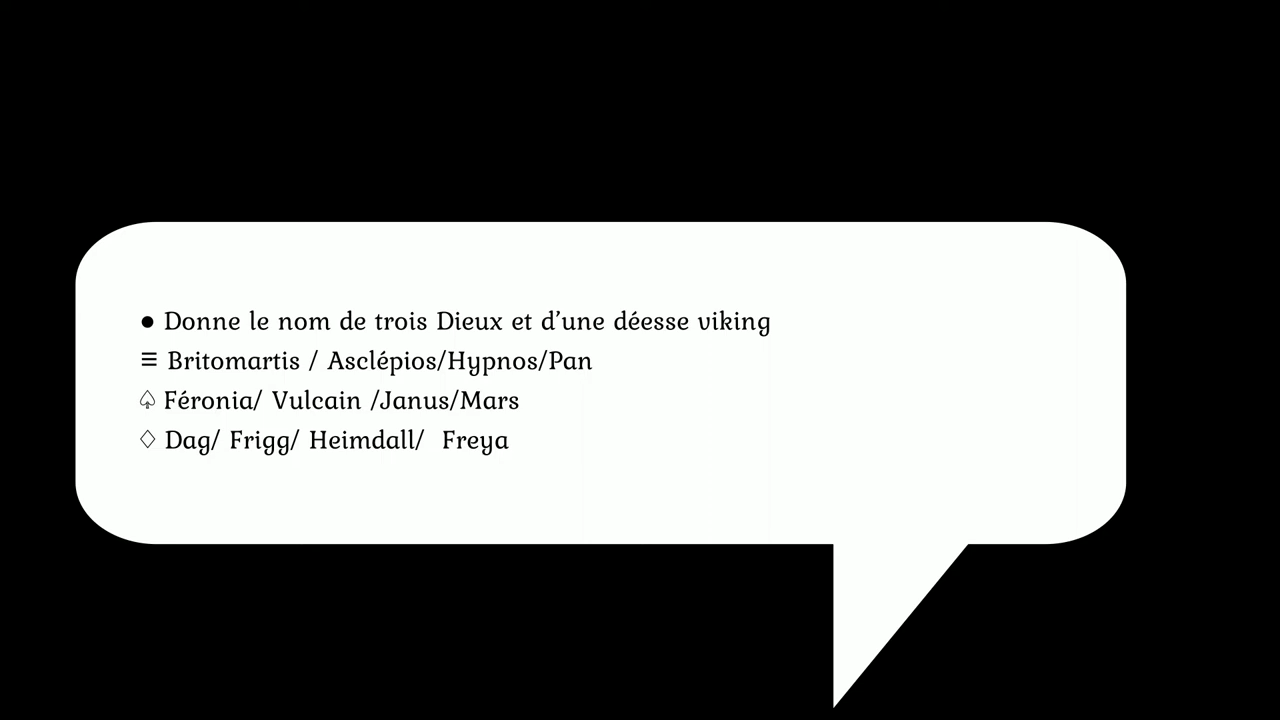 ● Donne le nom de trois Dieux et d'une déesse viking
≡ Britomartis / Asclépios/Hypnos/Pan
♤ Féronia/ Vulcain /Janus/Mars
♢ Dag/ Frigg/ Heimdall/ Freya